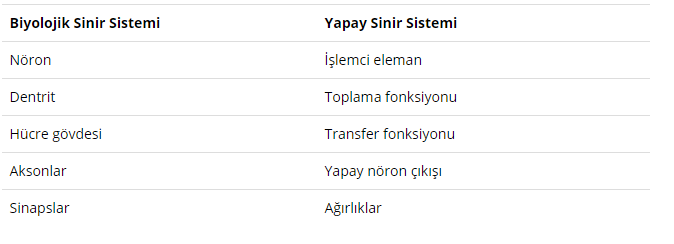 Biyolojik Sinir Sistemi Yapay Sinir Sistemi
Nöron İşlemci eleman
Dentrit Toplama fonksiyonu
Hücre gövdesi Transfer fonksiyonu
Aksonlar Yapay nöron çıkışı
Sinapslar Ağırlıklar